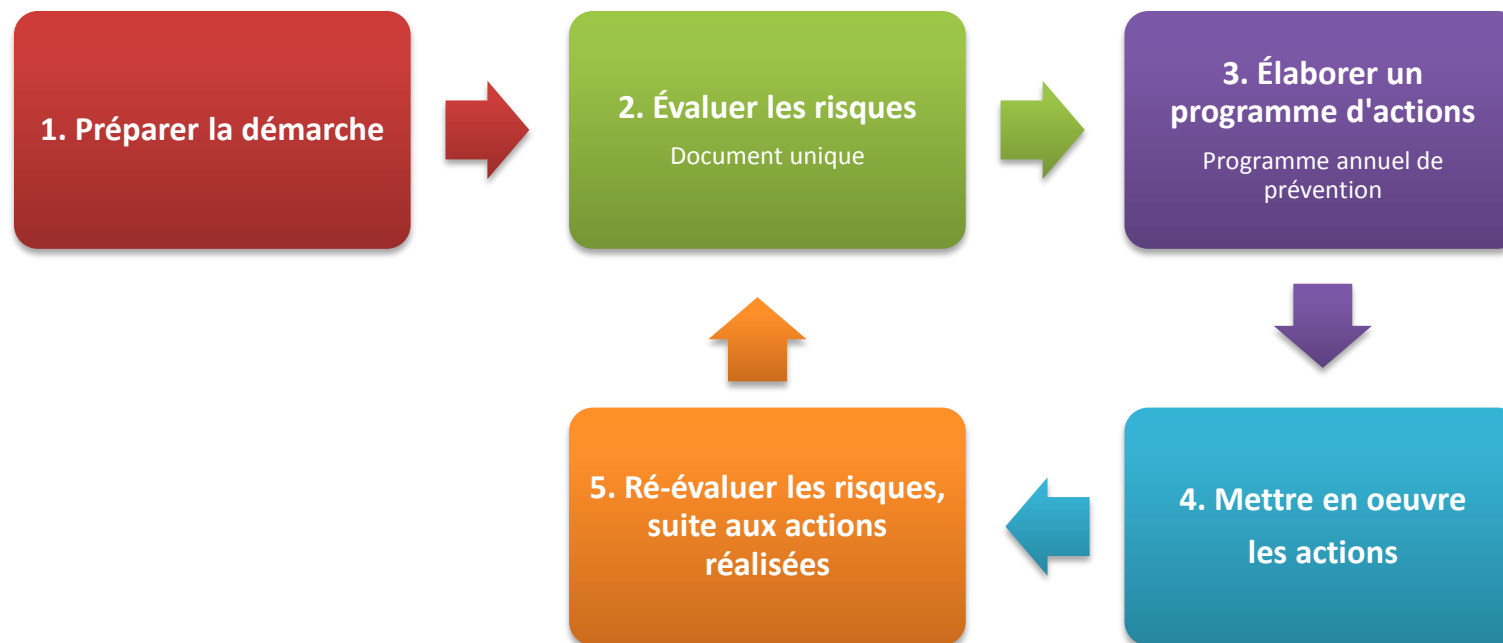 1. Préparer la démarche
2. Évaluer les risques
Document unique
3. Élaborer un
programme d'actions
Programme annuel de
prévention
4. Mettre en oeuvre
les actions
5. Ré-évaluer les risques,
suite aux actions
réalisées